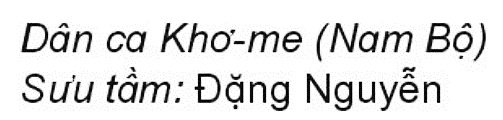 Dân ca Khơ-me (Nam Bộ)
Sưu tầm: Đặng Nguyễn